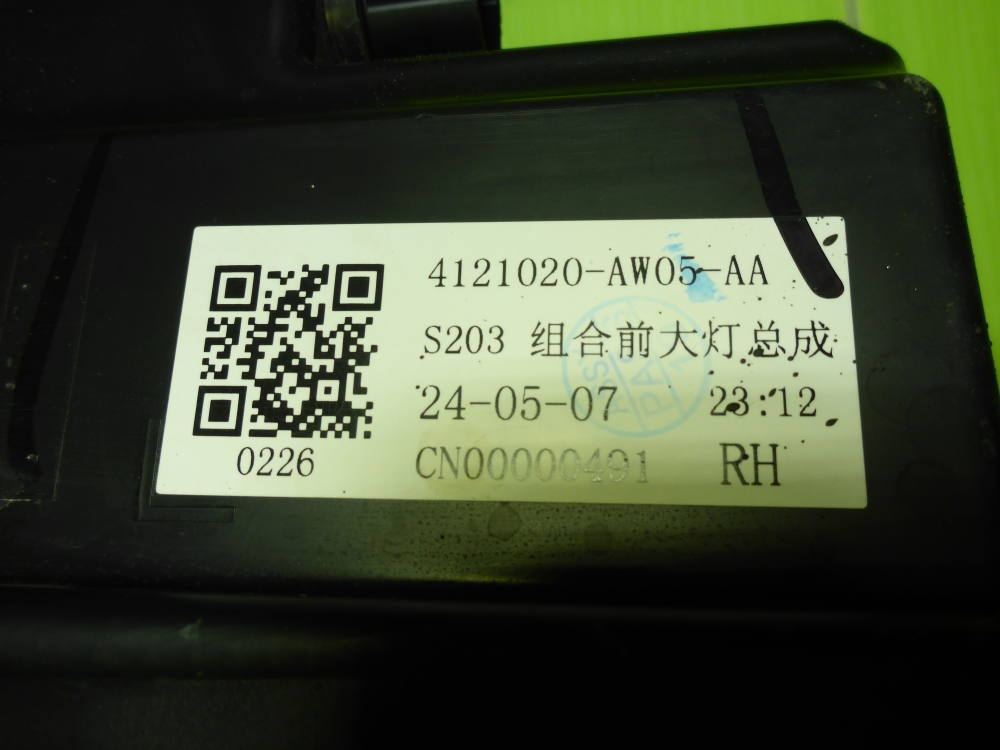 4121020-AW05-AA
S203 组合前大灯总成
24-05-07 23:12
CN00000491 RH
0226